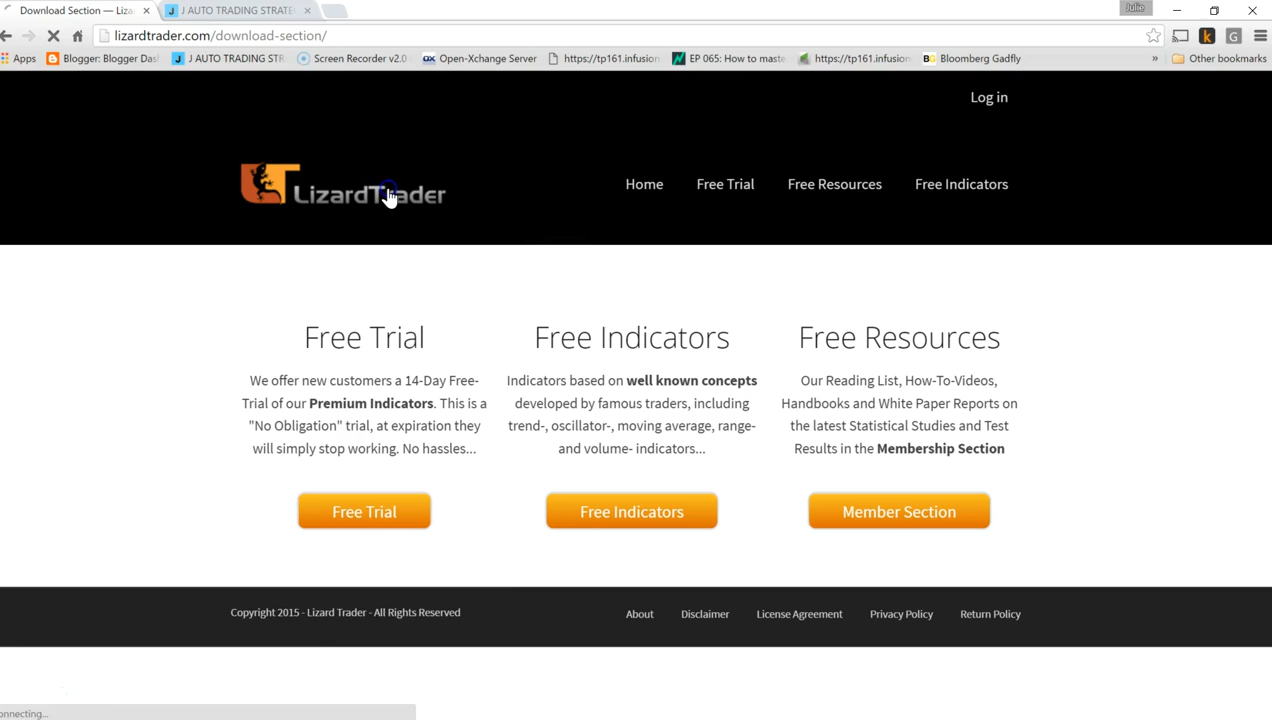 Download Section — Liza
J AUTO TRADING STRATE
Julie
lizardtrader.com/download-section/
Apps
Blogger: Blogger Das
J AUTO TRADING STR
Screen Recorder v2.0
OX Open-Xchange Server
https://tp161.infusion
EP 065: How to maste
https://tp161.infusion
BG Bloomberg Gadfly
»
Other bookmarks
Log in
LizardTrader
Home
Free Trial
Free Resources
Free Indicators
Free Trial
We offer new customers a 14-Day Free-
Trial of our Premium Indicators. This is a
"No Obligation" trial, at expiration they
will simply stop working. No hassles...
Free Trial
Free Indicators
Indicators based on well known concepts
developed by famous traders, including
trend-, oscillator-, moving average, range-
and volume- indicators...
Free Indicators
Free Resources
Our Reading List, How-To-Videos,
Handbooks and White Paper Reports on
the latest Statistical Studies and Test
Results in the Membership Section
Member Section
Copyright 2015 - Lizard Trader - All Rights Reserved
About
Disclaimer
License Agreement
Privacy Policy
Return Policy
onnecting...